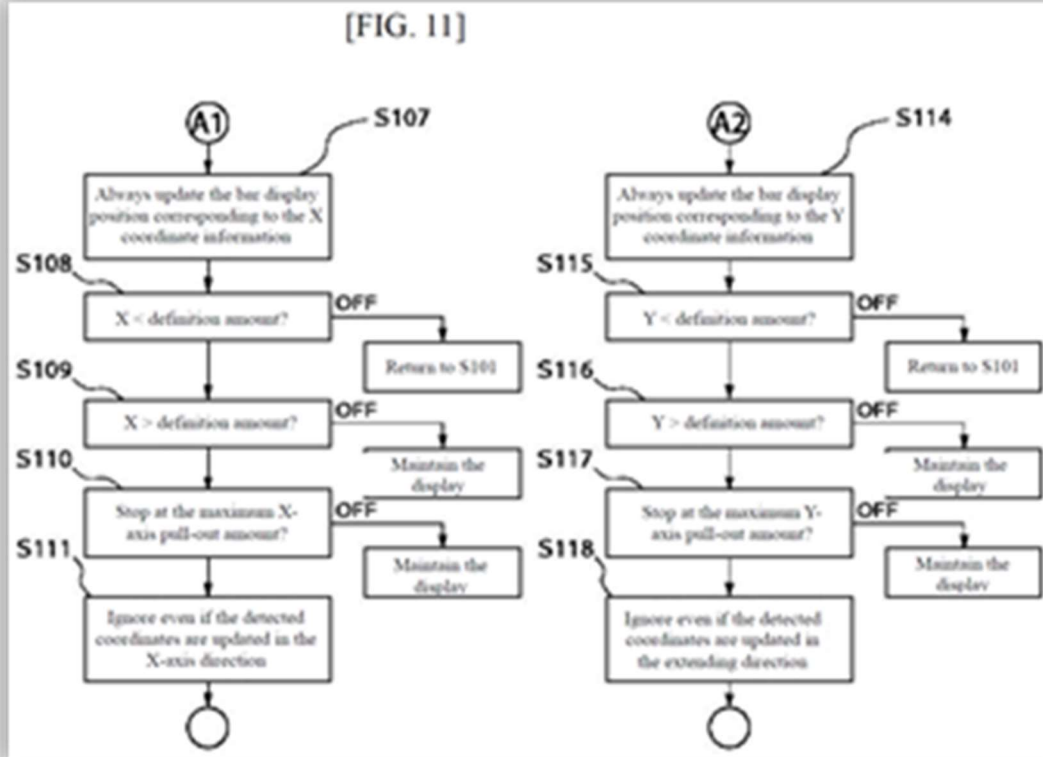 [FIG. 11]
A1
S107
Always update the bar display
position corresponding to the X
coordinate information
S108
X < definition amount?
OFF
Return to S101
S109
X > definition amount?
OFF
Maintain the
display
S110
Stop at the maximum X-
axis pull-out amount?
OFF
Maintain the
display
S111
Ignore even if the detected
coordinates are updated in the
X-axis direction
A2
S114
Always update the bar display
position corresponding to the Y
coordinate information
S115
Y < definition amount?
OFF
Return to S101
S116
Y > definition amount?
OFF
Maintain the
display
S117
Stop at the maximum Y-
axis pull-out amount?
OFF
Maintain the
display
S118
Ignore even if the detected
coordinates are updated in
the extending direction